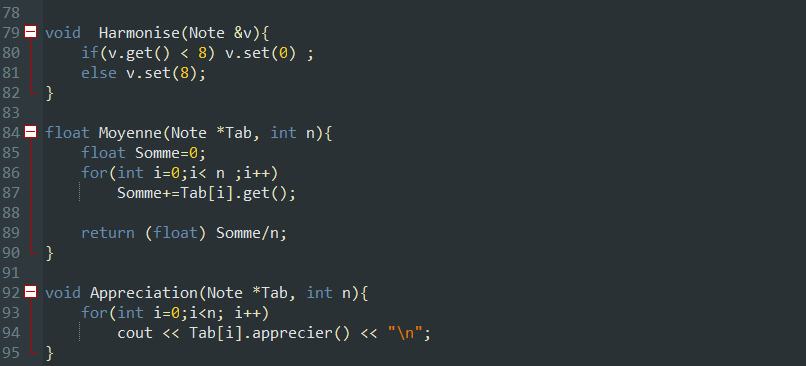 78
79 void  Harmonise(Note &v){
80     if(v.get() < 8) v.set(0) ;
81     else v.set(8);
82 }
83
84 float Moyenne(Note *Tab, int n){
85     float Somme=0;
86     for(int i=0;i< n ;i++)
87         Somme+=Tab[i].get();
88
89     return (float) Somme/n;
90 }
91
92 void Appreciation(Note *Tab, int n){
93     for(int i=0;i<n; i++)
94         cout << Tab[i].apprecier() << "\n";
95 }